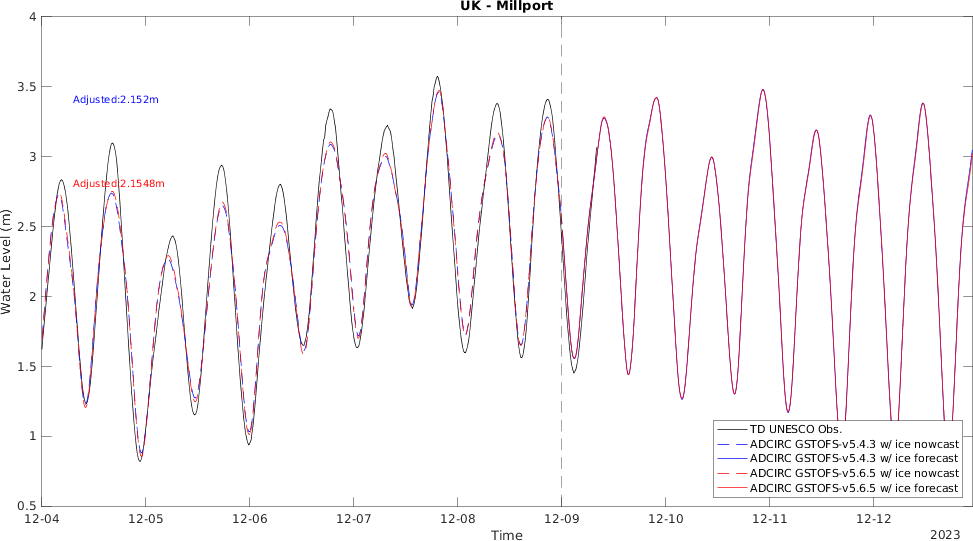 UK - Millport
4
3.5
3
2.5
2
1.5
1
0.5
Water Level (m)
Adjusted:2.152m
Adjusted:2.1548m
TD UNESCO Obs.
ADCIRC GSTOFS-v5.4.3 w/ ice nowcast
ADCIRC GSTOFS-v5.4.3 w/ ice forecast
ADCIRC GSTOFS-v5.6.5 w/ ice nowcast
ADCIRC GSTOFS-v5.6.5 w/ ice forecast
12-04 12-05 12-06 12-07 12-08 12-09 12-10 12-11 12-12
Time
2023